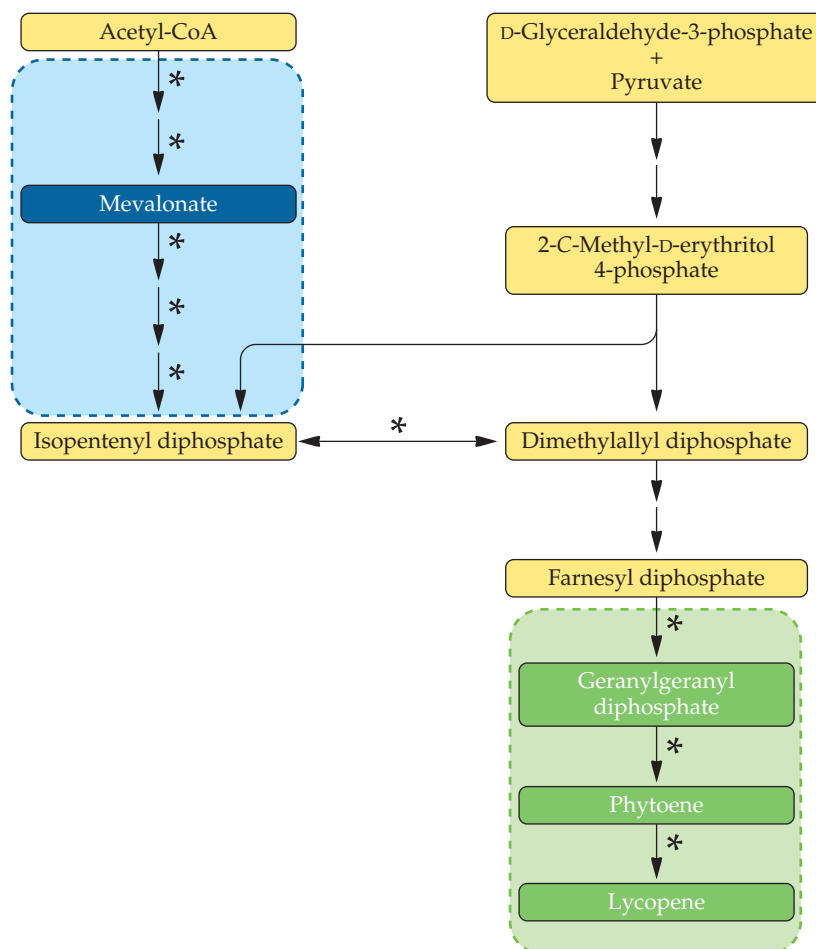 Acetyl-CoA
D-Glyceraldehyde-3-phosphate
+
Pyruvate
*
*
Mevalonate
*
2-C-Methyl-D-erythritol
4-phosphate
*
Isopentenyl diphosphate
*
Dimethylallyl diphosphate
Farnesyl diphosphate
*
Geranylgeranyl
diphosphate
*
Phytoene
*
Lycopene